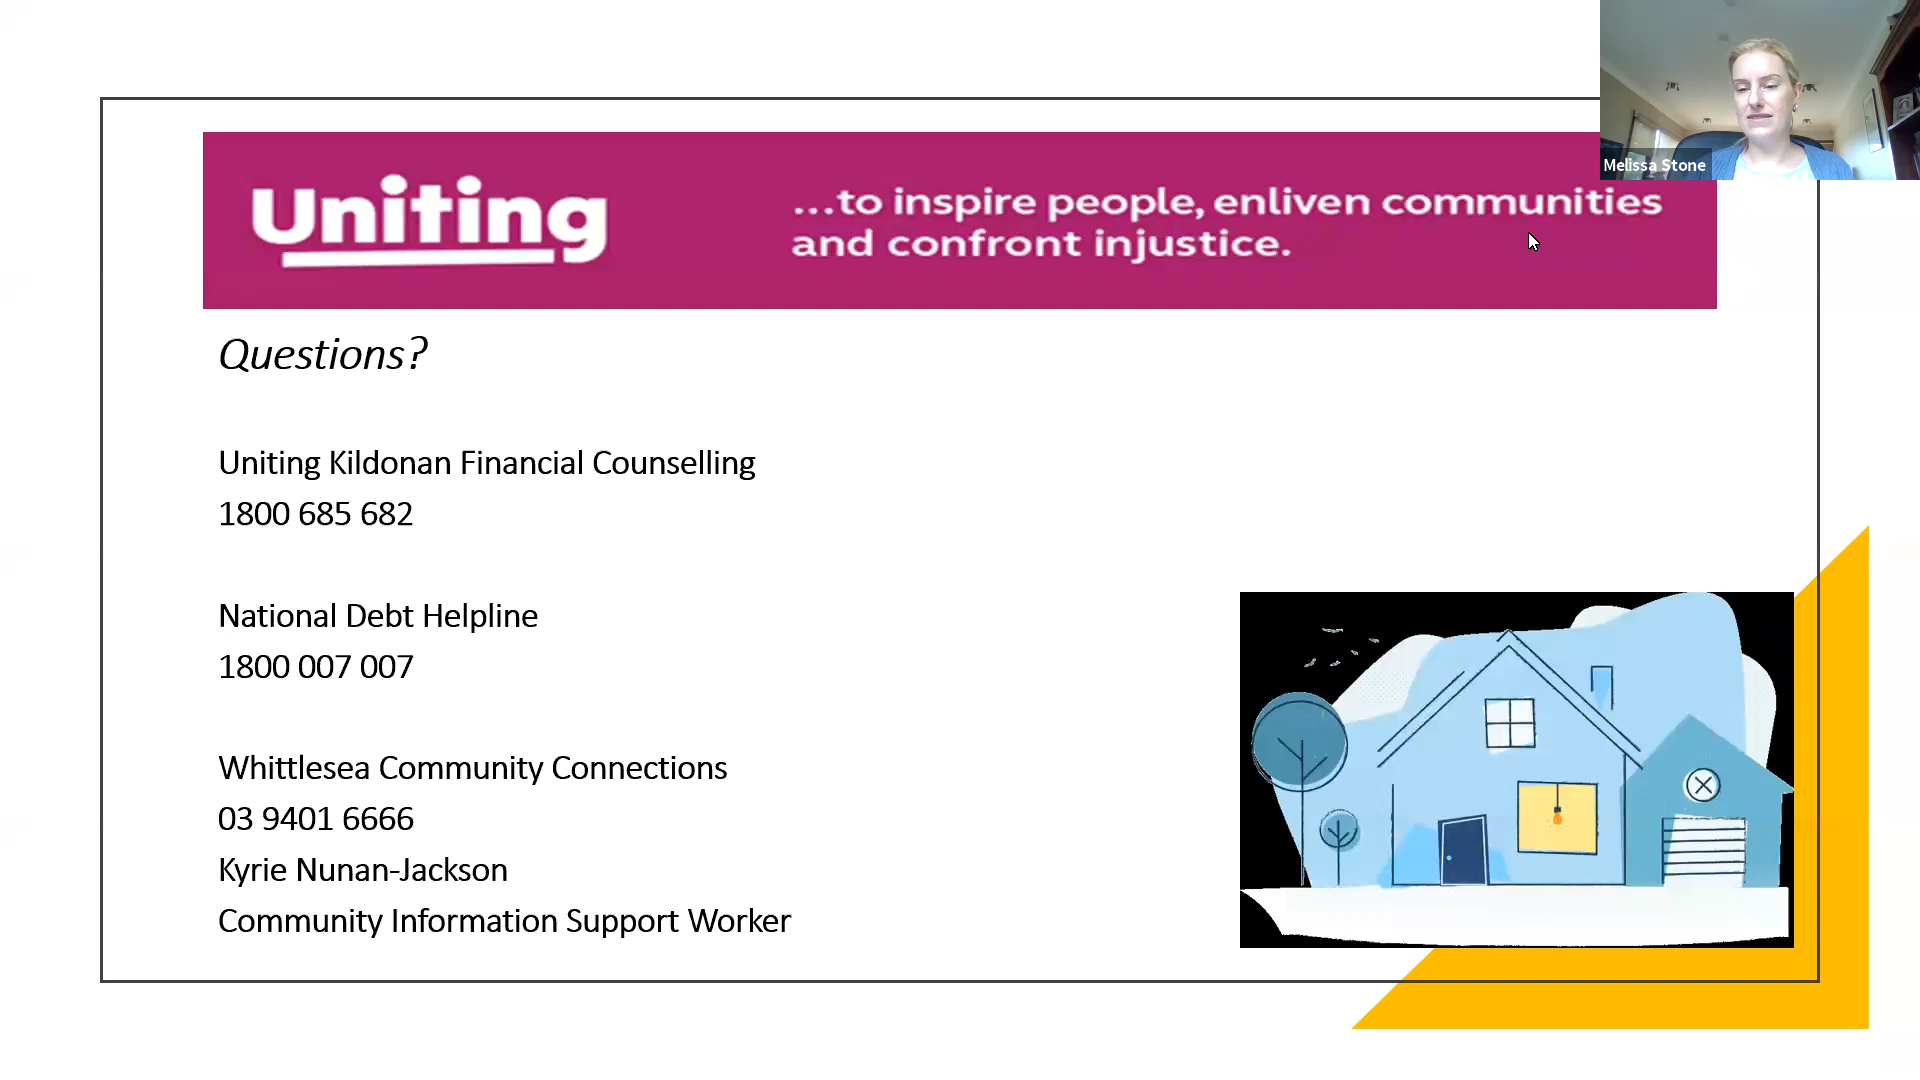 Melissa Stone
Uniting
...to inspire people, enliven communities
and confront injustice.
Questions?
Uniting Kildonan Financial Counselling
1800 685 682
National Debt Helpline
1800 007 007
Whittlesea Community Connections
03 9401 6666
Kyrie Nunan-Jackson
Community Information Support Worker